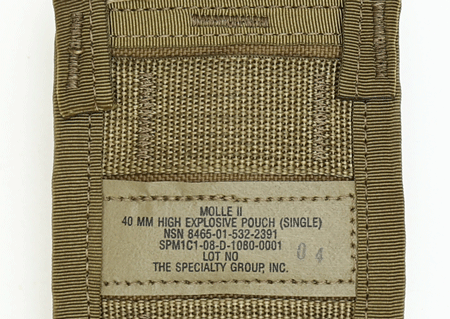 MOLLE II
40 MM HIGH EXPLOSIVE POUCH (SINGLE)
NSN 8465-01-532-2391
SPM1C1-08-D-1080-0001
LOT NO 04
THE SPECIALTY GROUP, INC.